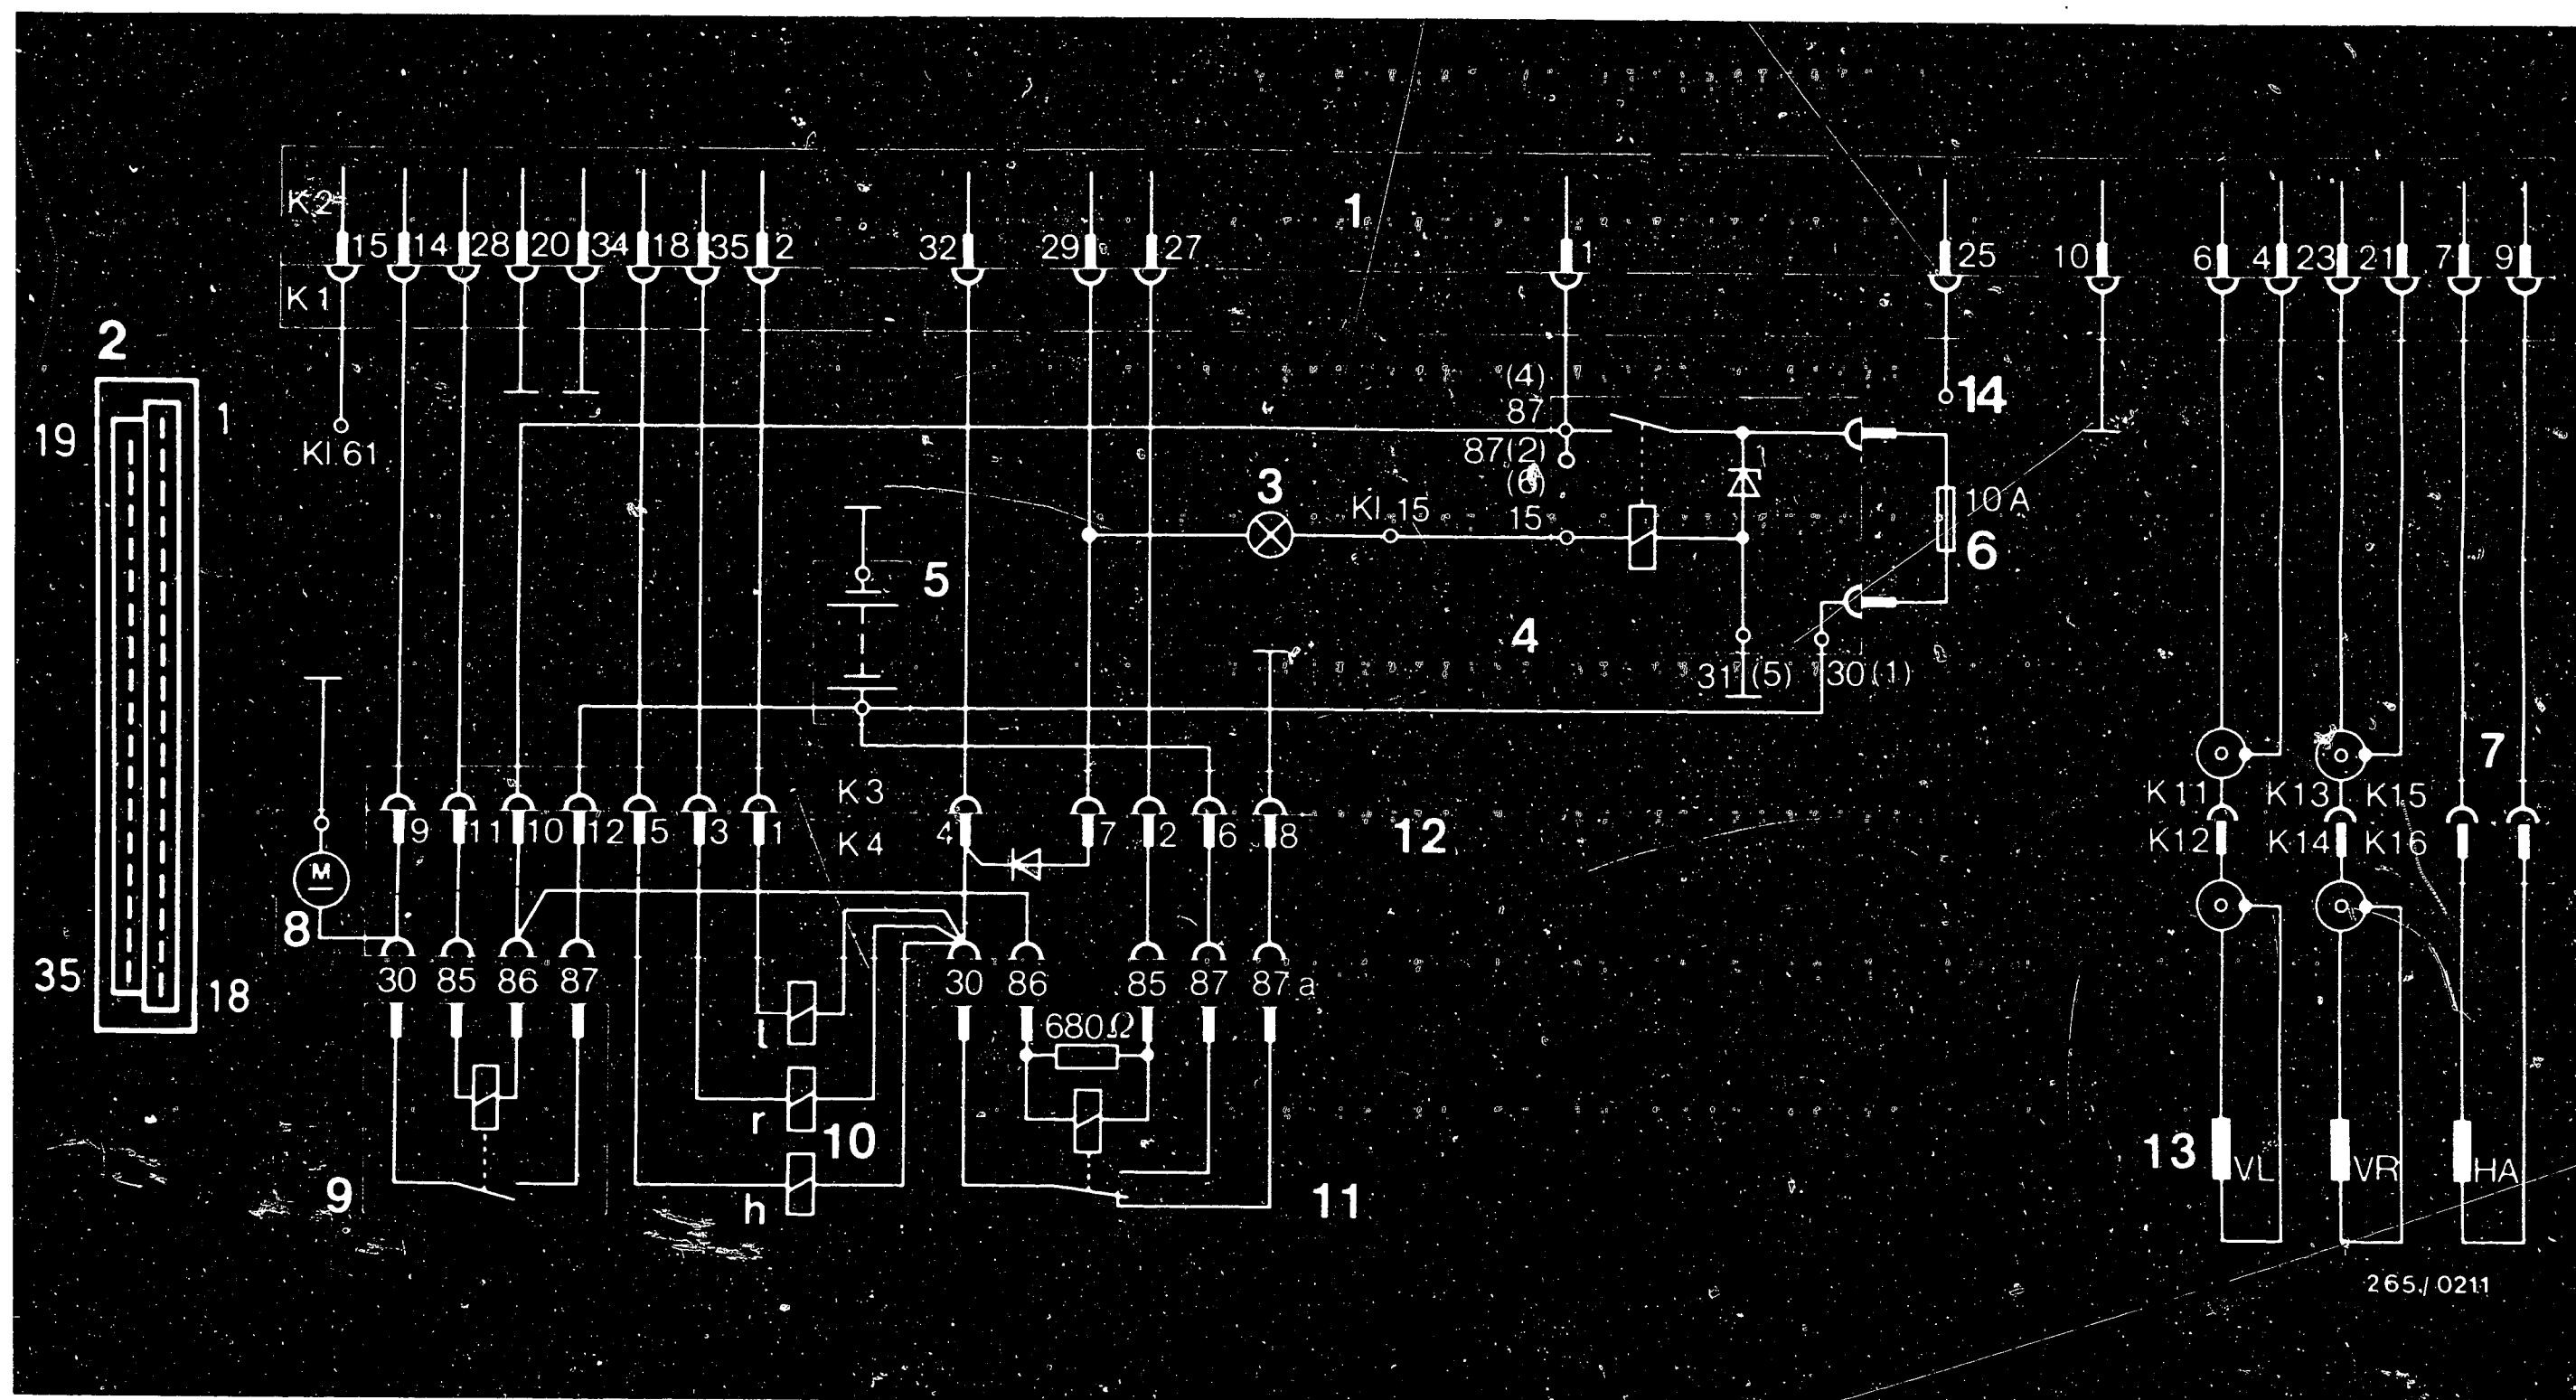 1
K2
15 14 28 20 34 18 35 2 32 29 27 1 25 10 6 4 23 21 7 9
K1
2
19 1
35 18
Kl.61
(4)
87
87(2)
(6)
15
14
3
Kl.15
10A
6
5
4
31 (5) 30(1)
7
K3
K4
9 11 10 12 5 3 1 4 7 2 6 8
12
K11 K13 K15
K12 K14 K16
M
8
30 85 86 87
30 86 85 87 87a
680Ω
l
r
10
h
9
11
13
VL VR HA
265/0211